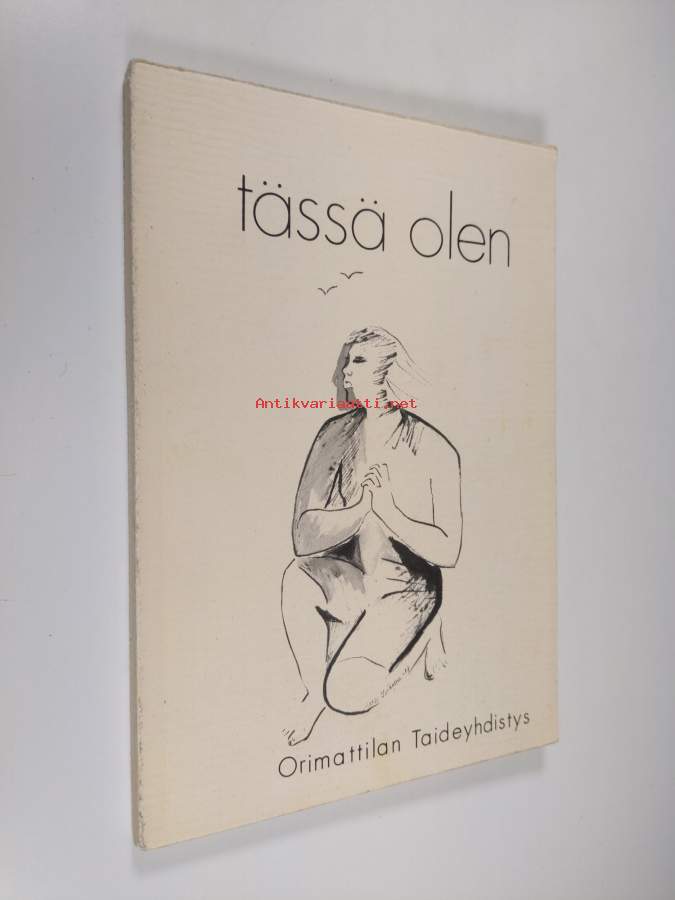 tässä olen
Antikvariaatti.net
Orimattilan Taideyhdistys